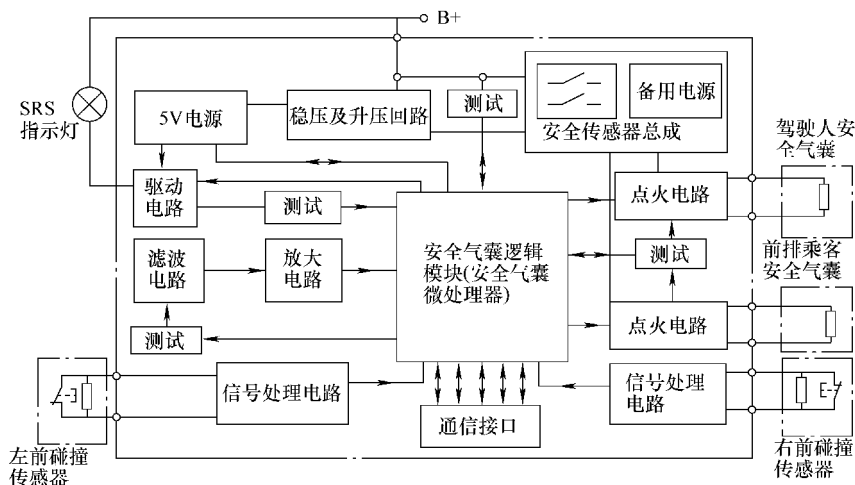 B+
SRS
指示灯
5V电源
稳压及升压回路
测试
备用电源
安全传感器总成
驾驶人安
全气囊
驱动
电路
测试
点火电路
滤波
电路
放大
电路
安全气囊逻辑
模块(安全气囊
微处理器)
测试
前排乘客
安全气囊
测试
点火电路
信号处理电路
信号处理
电路
通信接口
左前碰撞
传感器
右前碰撞
传感器